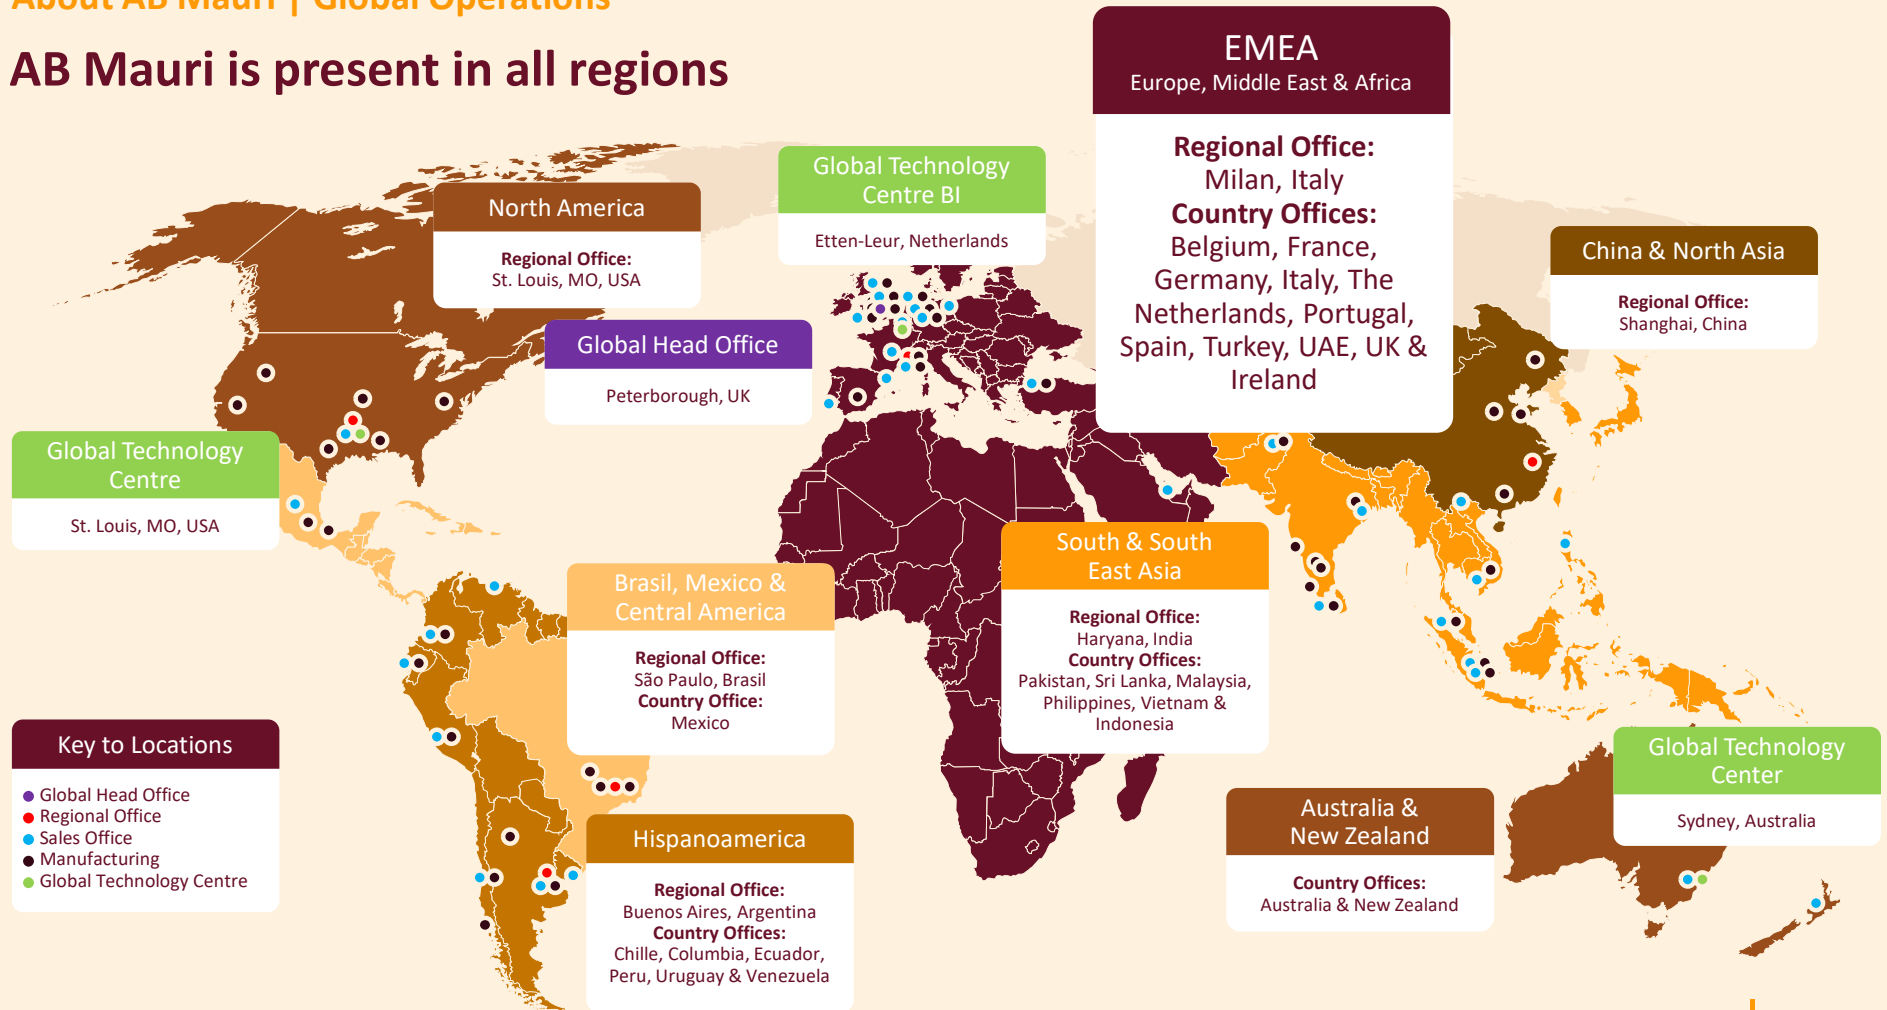 About AB Mauri | Global Operations
AB Mauri is present in all regions
EMEA
Europe, Middle East & Africa
Regional Office:
Milan, Italy
Country Offices:
Belgium, France,
Germany, Italy, The
Netherlands, Portugal,
Spain, Turkey, UAE, UK &
Ireland
Global Technology
Centre BI
Etten-Leur, Netherlands
North America
Regional Office:
St. Louis, MO, USA
China & North Asia
Regional Office:
Shanghai, China
Global Head Office
Peterborough, UK
Global Technology
Centre
St. Louis, MO, USA
South & South
East Asia
Regional Office:
Haryana, India
Country Offices:
Pakistan, Sri Lanka, Malaysia,
Philippines, Vietnam &
Indonesia
Brasil, Mexico &
Central America
Regional Office:
São Paulo, Brasil
Country Office:
Mexico
Key to Locations
Global Head Office
Regional Office
Sales Office
Manufacturing
Global Technology Centre
Global Technology
Center
Sydney, Australia
Australia &
New Zealand
Country Offices:
Australia & New Zealand
Hispanoamerica
Regional Office:
Buenos Aires, Argentina
Country Offices:
Chille, Columbia, Ecuador,
Peru, Uruguay & Venezuela